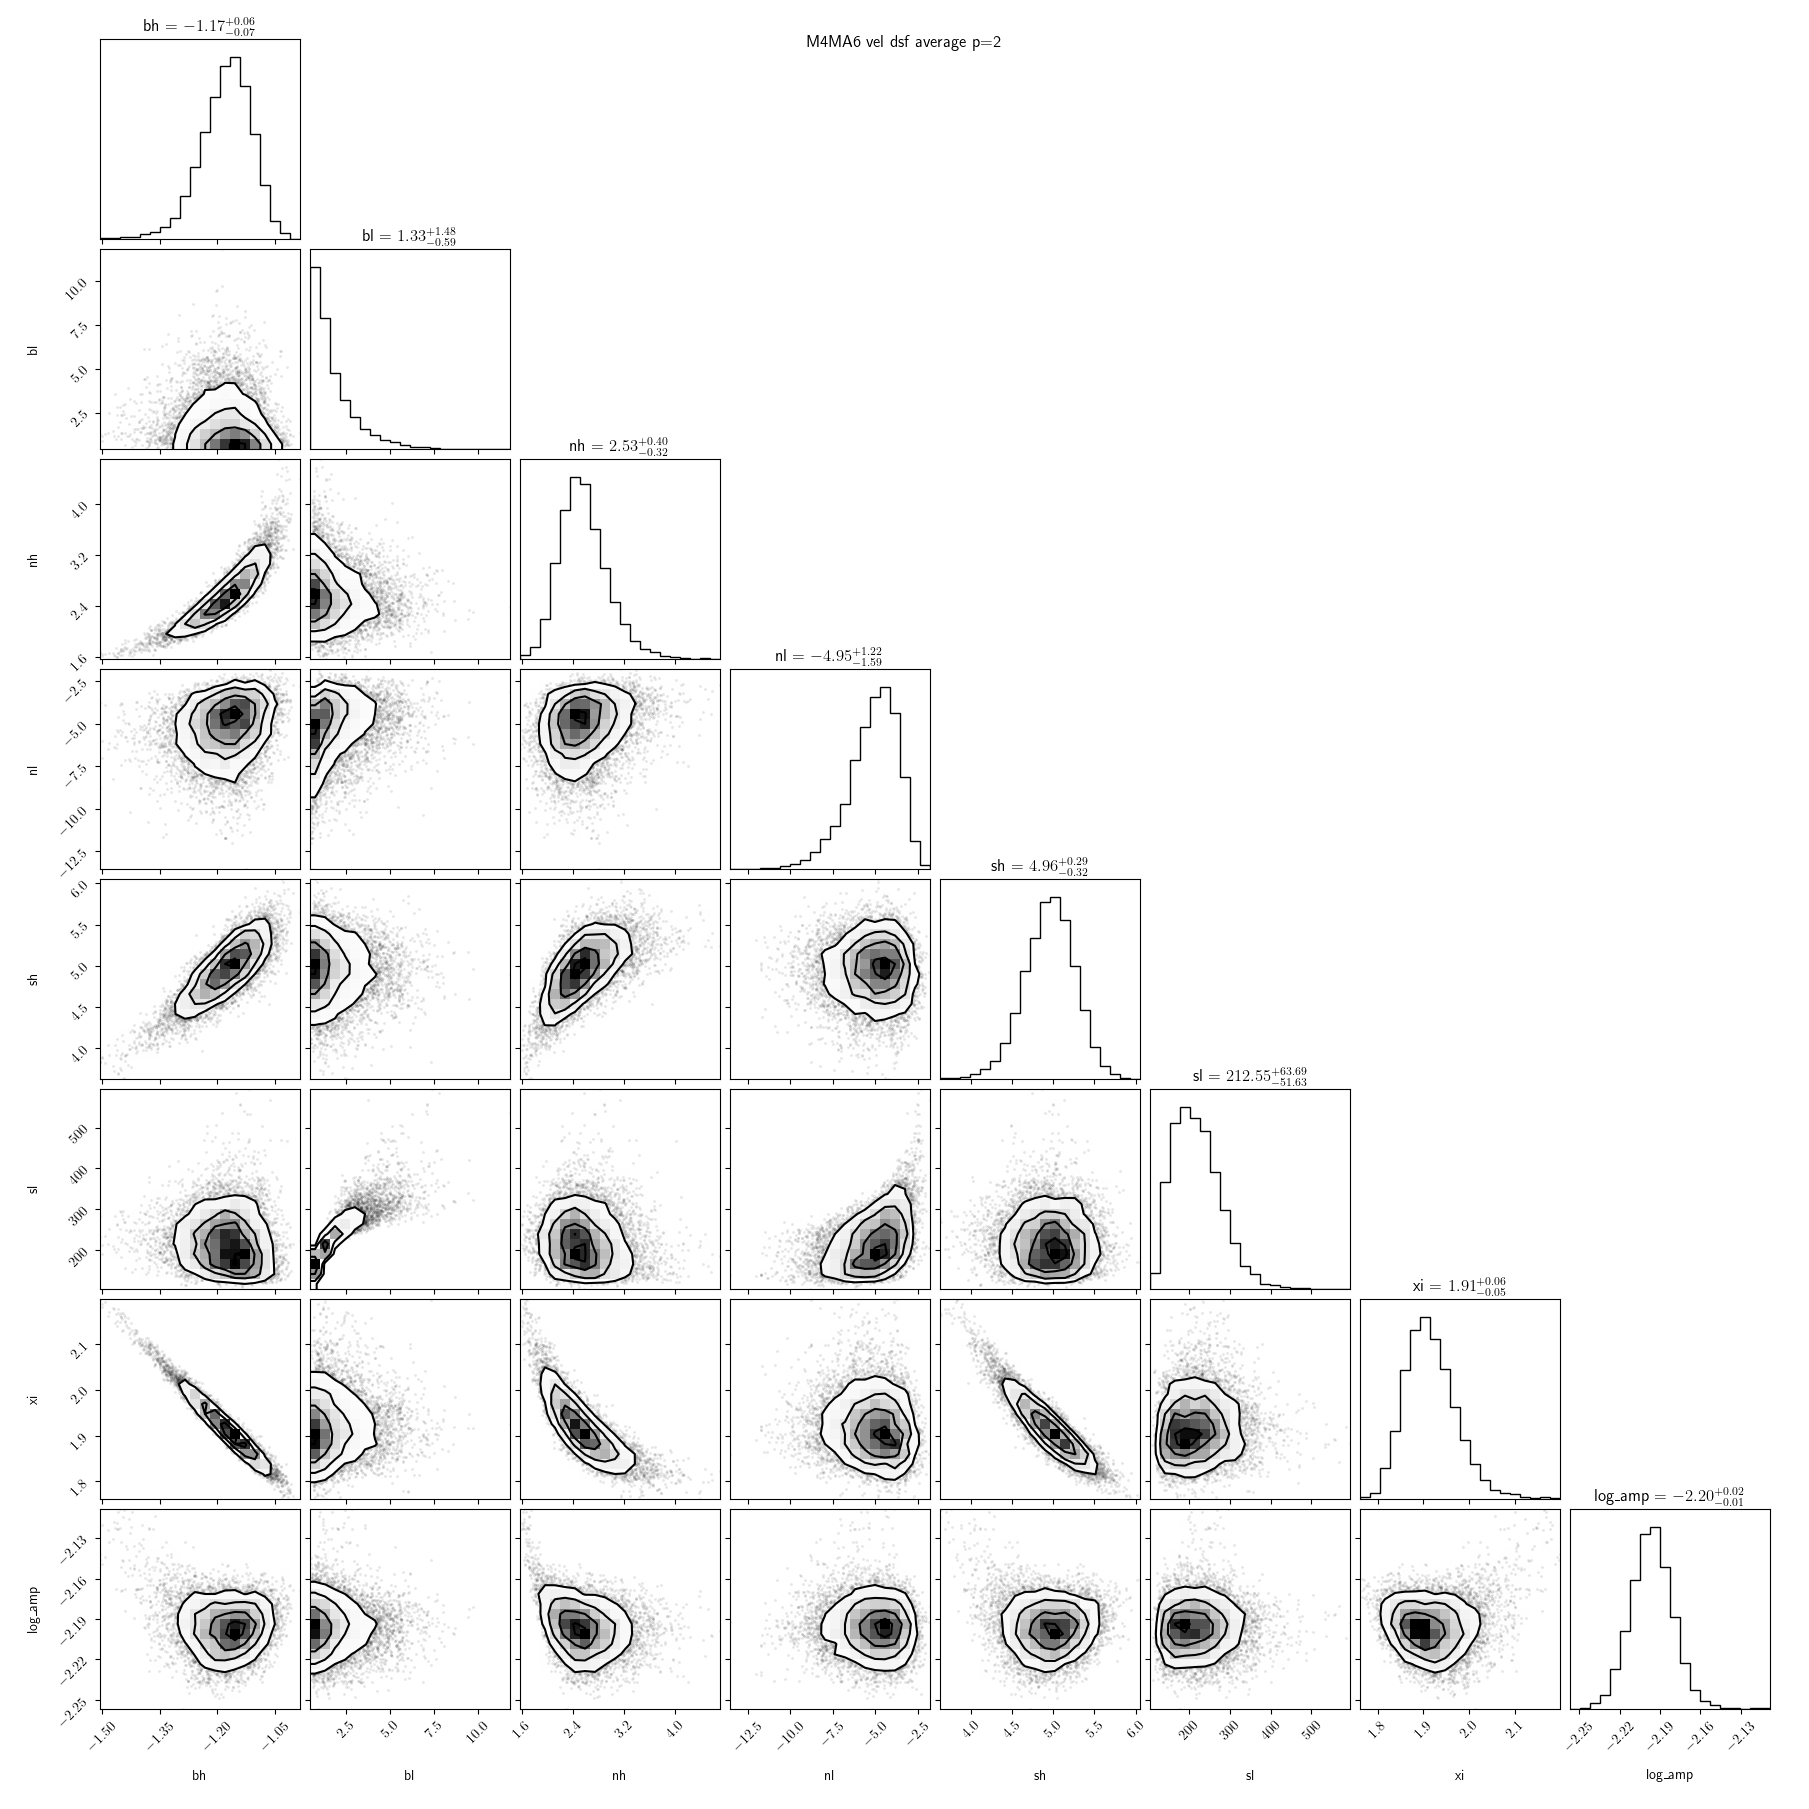 bh = −1.17^{+0.06}_{−0.07}
M4MA6 vel dsf average p=2
bl = 1.33^{+1.48}_{−0.59}
10.0
7.5
5.0
2.5
bl
nh = 2.53^{+0.40}_{−0.32}
4.0
3.2
2.4
1.6
nh
nl = −4.95^{+1.22}_{−1.59}
−2.5
−5.0
−7.5
−10.0
−12.5
nl
sh = 4.96^{+0.29}_{−0.32}
6.0
5.5
5.0
4.5
4.0
sh
sl = 212.55^{+63.69}_{−51.63}
500
400
300
200
sl
xi = 1.91^{+0.06}_{−0.05}
2.1
2.0
1.9
1.8
xi
log_amp = −2.20^{+0.02}_{−0.01}
−2.13
−2.16
−2.19
−2.22
−2.25
log_amp
−1.50 −1.35 −1.20 −1.05
2.5 5.0 7.5 10.0
1.6 2.4 3.2 4.0
−12.5 −10.0 −7.5 −5.0 −2.5
4.0 4.5 5.0 5.5 6.0
200 300 400 500
1.8 1.9 2.0 2.1
−2.25 −2.22 −2.19 −2.16 −2.13
bh bl nh nl sh sl xi log_amp